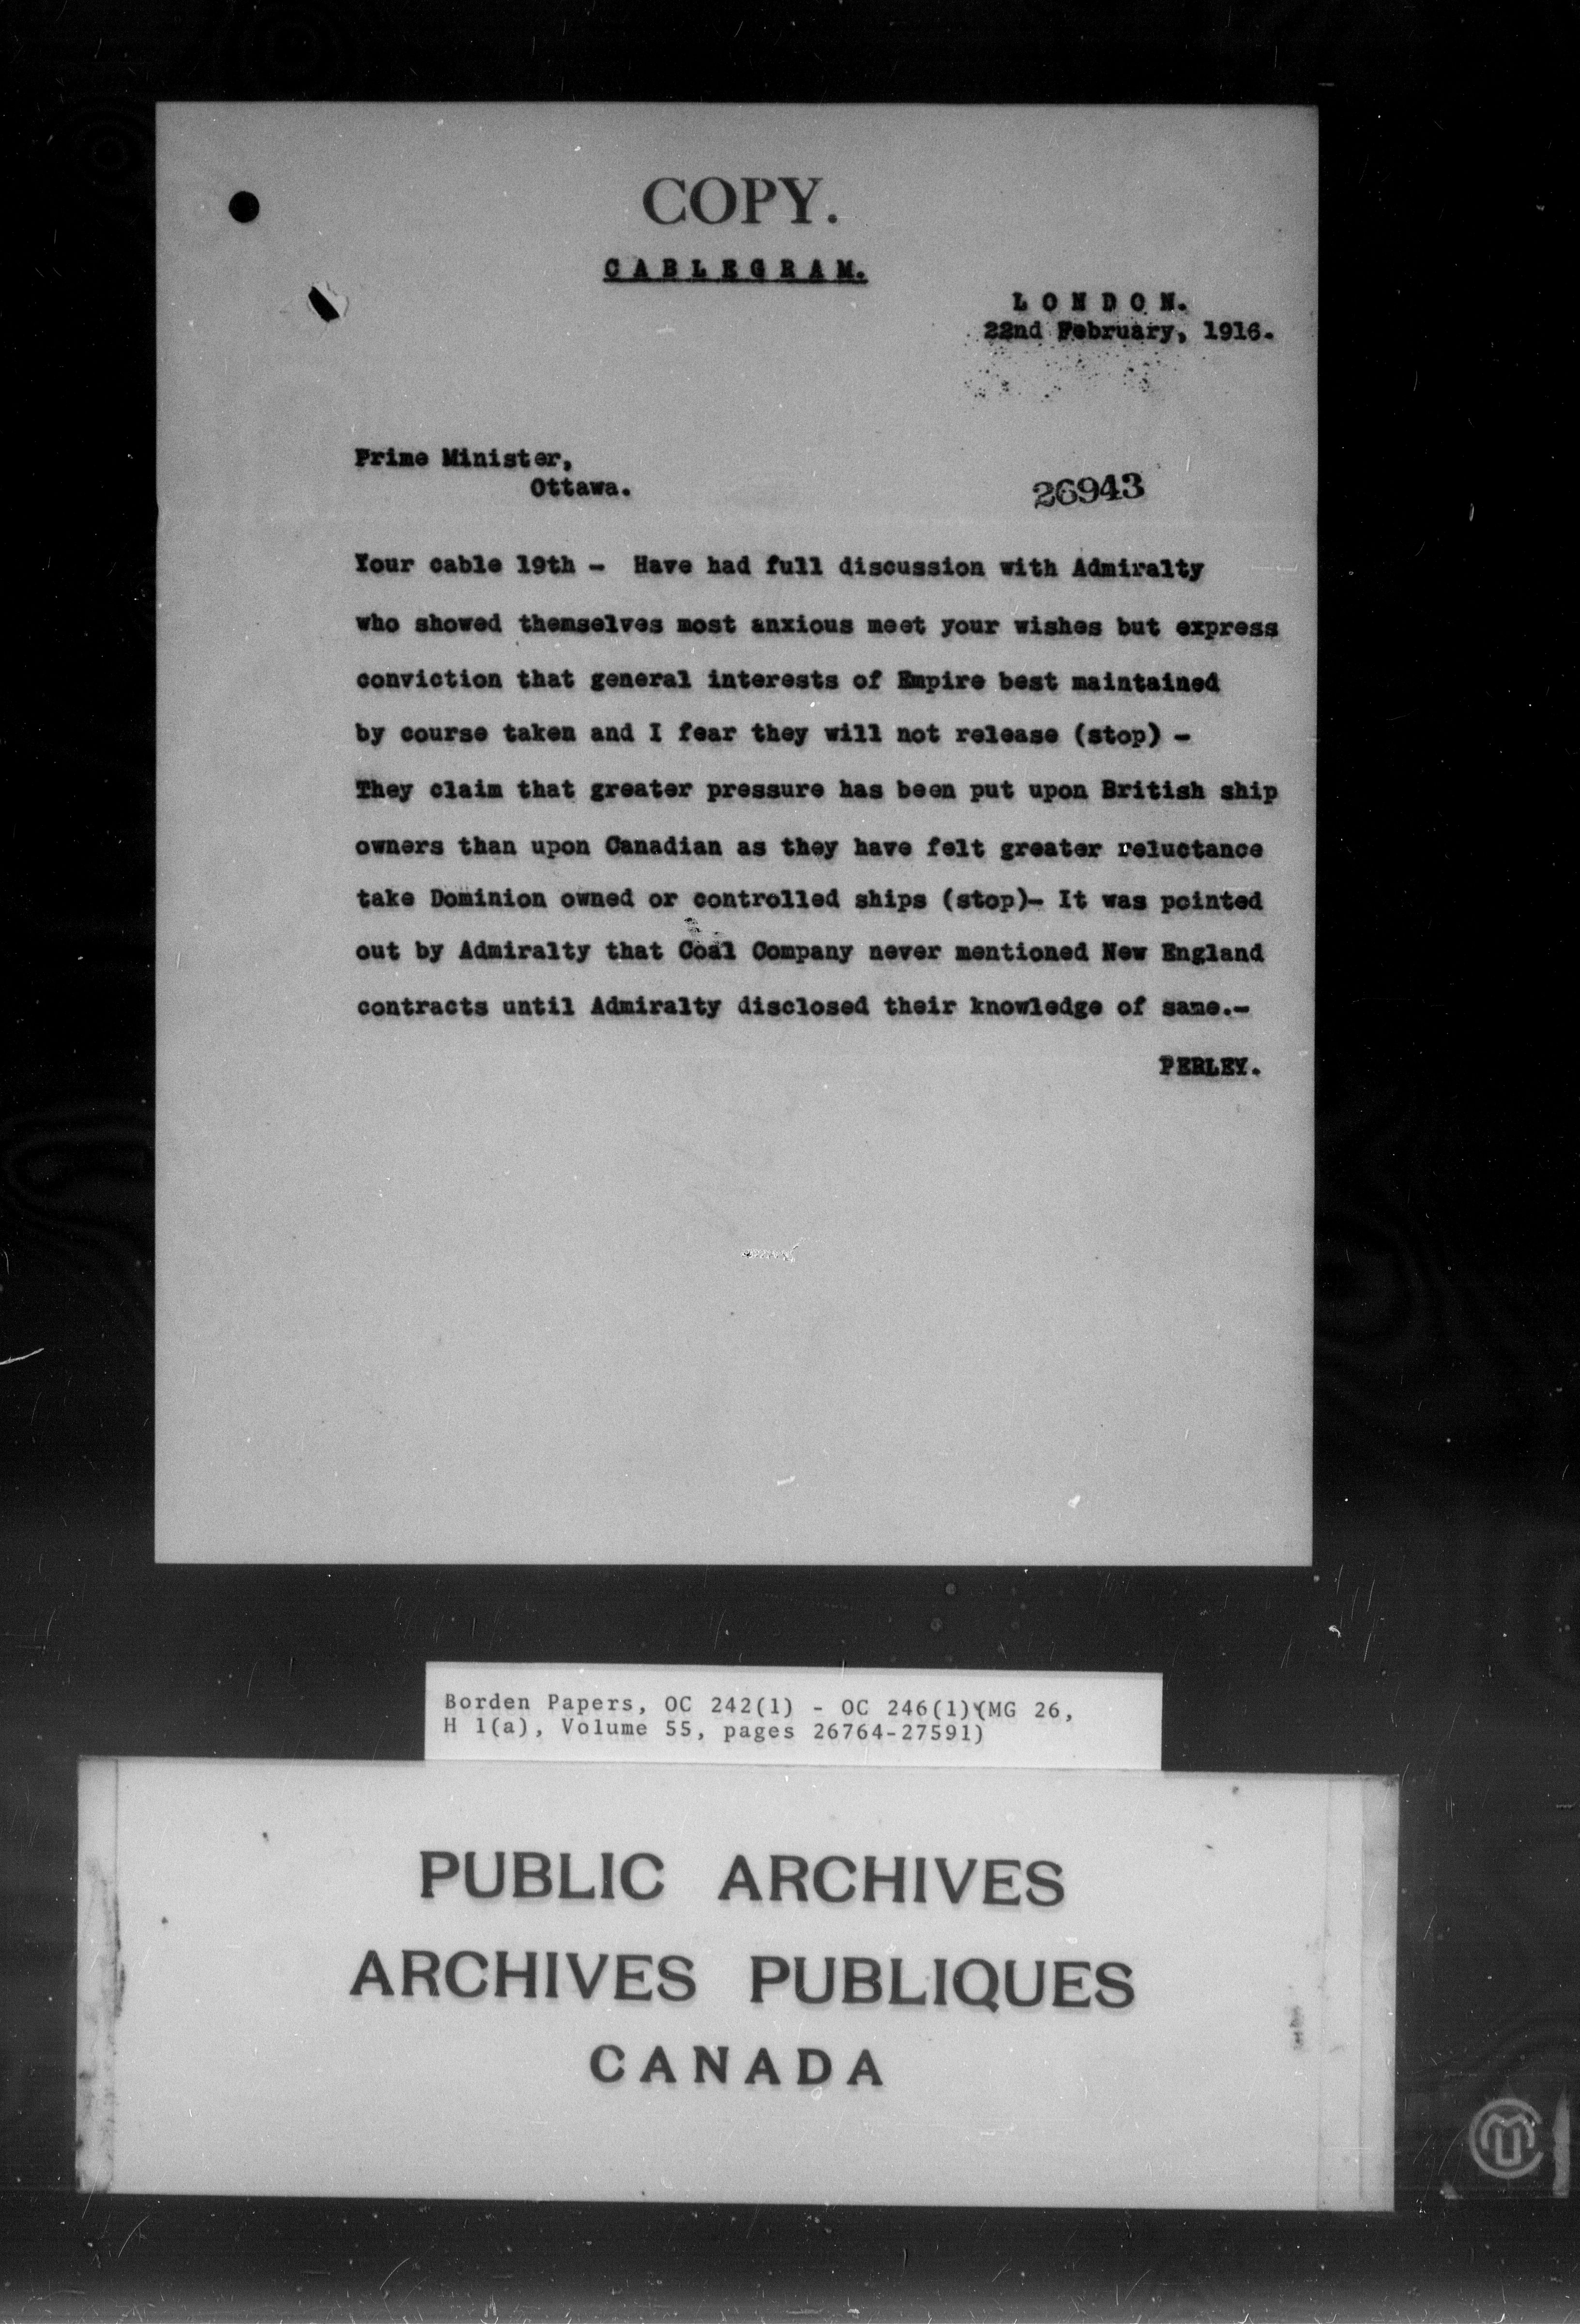 COPY.
CABLEGRAM.
LONDON.
22nd February, 1916.
Prime Minister,
Ottawa.
26943
Your cable 19th - Have had full discussion with Admiralty
who showed themselves most anxious meet your wishes but express
conviction that general interests of Empire best maintained
by course taken and I fear they will not release (stop) -
They claim that greater pressure has been put upon British ship
owners than upon Canadian as they have felt greater reluctance
take Dominion owned or controlled ships (stop)- It was pointed
out by Admiralty that Coal Company never mentioned New England
contracts until Admiralty disclosed their knowledge of same.-
PERLEY.
Borden Papers, OC 242(1) - OC 246(1)(MG 26,
H 1(a), Volume 55, pages 26764-27591)
PUBLIC ARCHIVES
ARCHIVES PUBLIQUES
CANADA